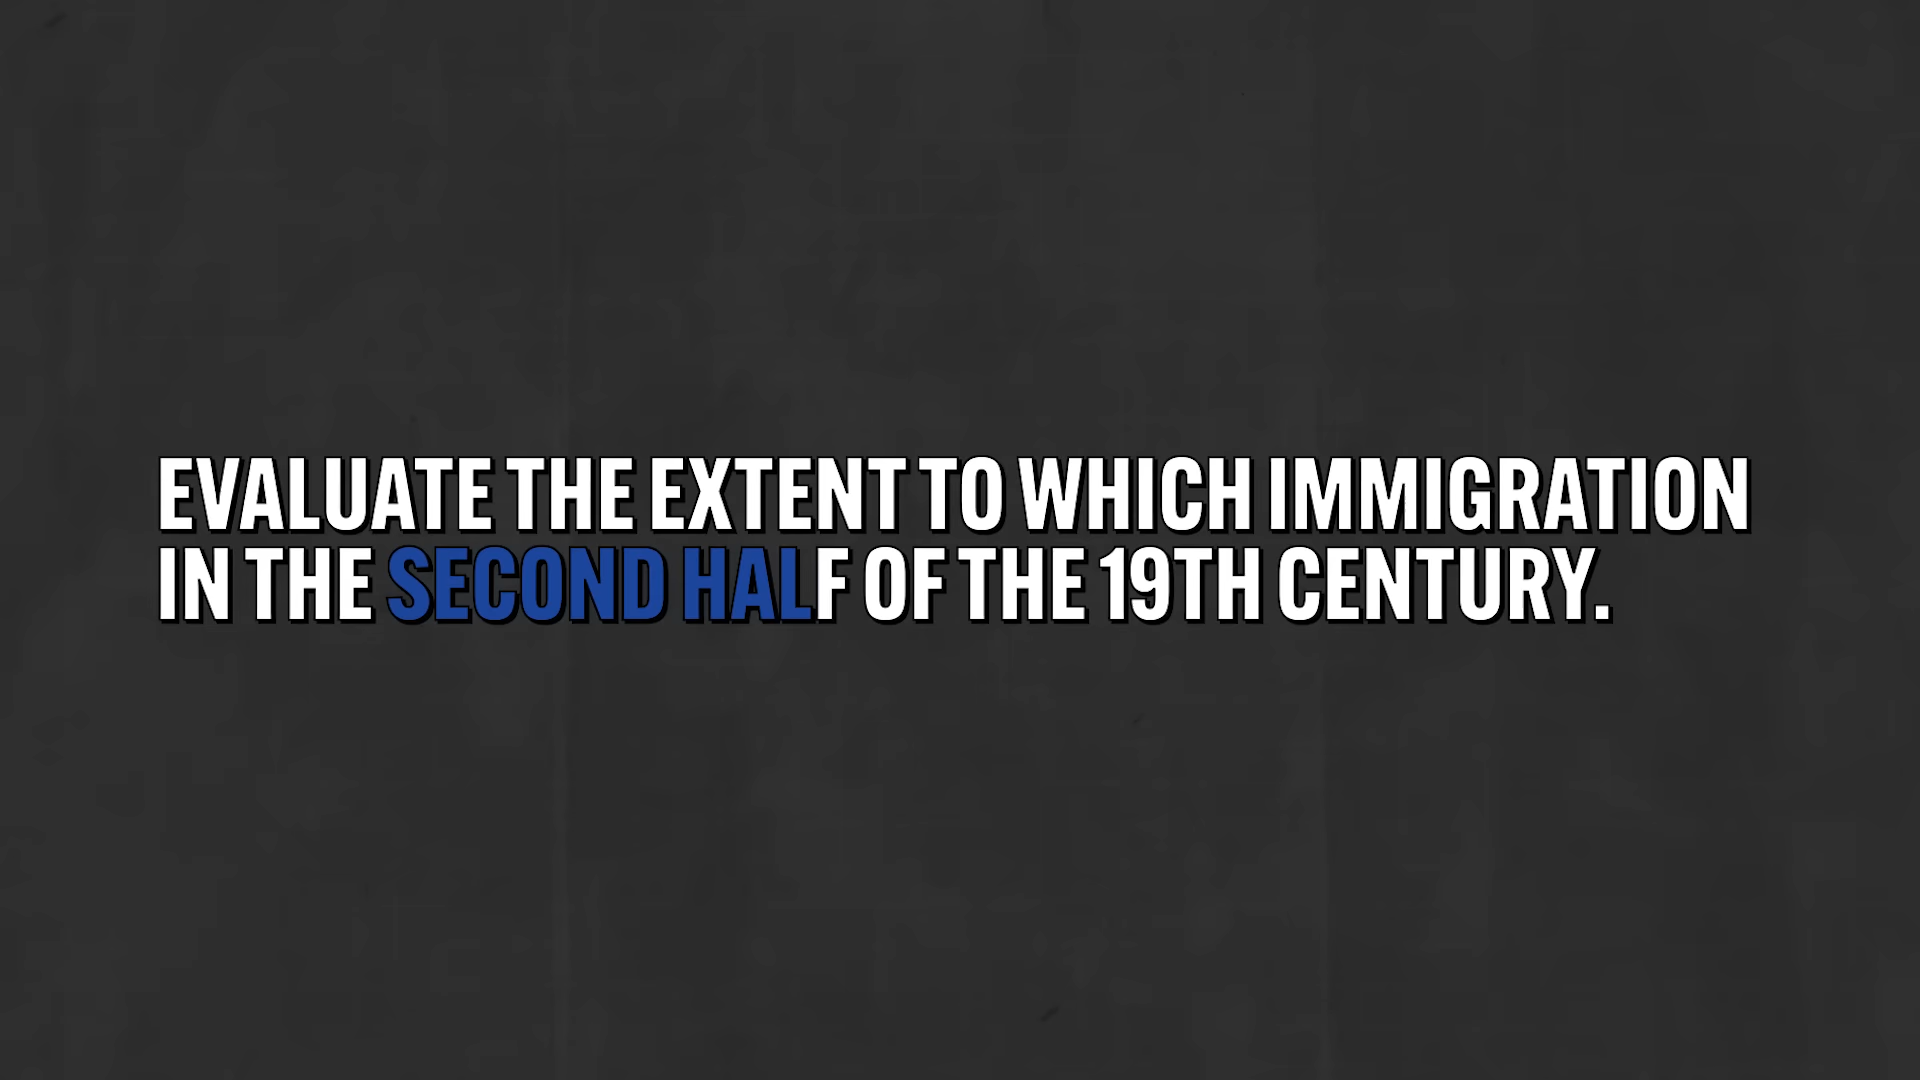 EVALUATE THE EXTENT TO WHICH IMMIGRATION
IN THE SECOND HALF OF THE 19TH CENTURY.